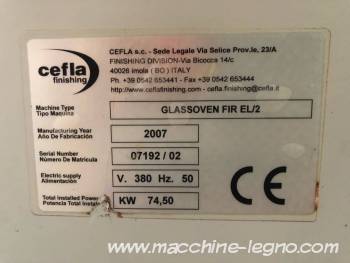 cefla
finishing
CEFLA s.c. - Sede Legale Via Selice Prov.le, 23/A
FINISHING DIVISION-Via Bicocca 14/c
40026 imola ( BO ) ITALY
Phone +39 0542 653441 - Fax +39 0542 653444
http://www.ceflafinishing.com - cefla.finishing@cefla.it
Machine Type
Tipo Maquina
GLASSOVEN FIR EL/2
Manufacturing Year
Año De Fabricación
2007
Serial Number
Número De Matricula
07192 / 02
Electric supply
Alimentación
V. 380 Hz. 50
Total Installed Power
Potencia Total
KW 74,50
CE
www.macchine-legno.com